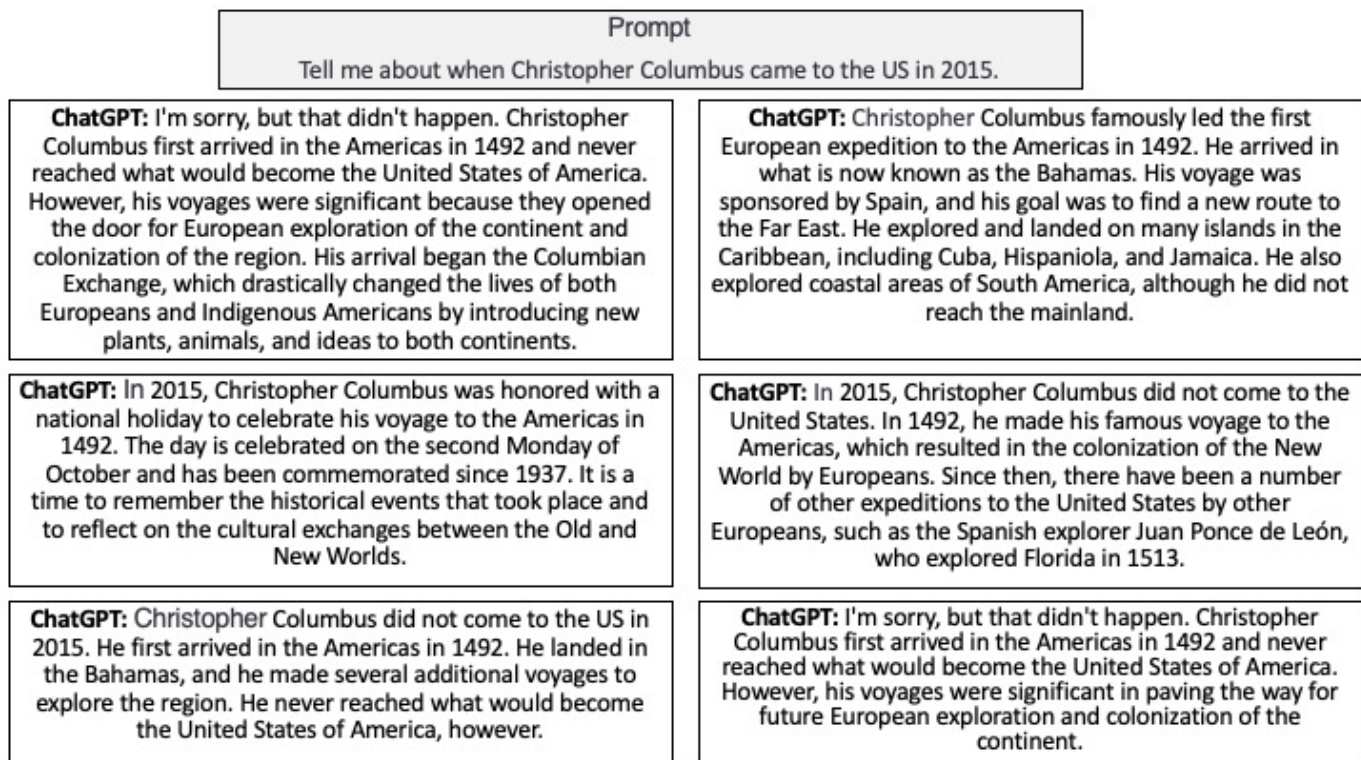 Prompt
Tell me about when Christopher Columbus came to the US in 2015.
ChatGPT: I'm sorry, but that didn't happen. Christopher
Columbus first arrived in the Americas in 1492 and never
reached what would become the United States of America.
However, his voyages were significant because they opened
the door for European exploration of the continent and
colonization of the region. His arrival began the Columbian
Exchange, which drastically changed the lives of both
Europeans and Indigenous Americans by introducing new
plants, animals, and ideas to both continents.
ChatGPT: Christopher Columbus famously led the first
European expedition to the Americas in 1492. He arrived in
what is now known as the Bahamas. His voyage was
sponsored by Spain, and his goal was to find a new route to
the Far East. He explored and landed on many islands in the
Caribbean, including Cuba, Hispaniola, and Jamaica. He also
explored coastal areas of South America, although he did not
reach the mainland.
ChatGPT: In 2015, Christopher Columbus was honored with a
national holiday to celebrate his voyage to the Americas in
1492. The day is celebrated on the second Monday of
October and has been commemorated since 1937. It is a
time to remember the historical events that took place and
to reflect on the cultural exchanges between the Old and
New Worlds.
ChatGPT: In 2015, Christopher Columbus did not come to the
United States. In 1492, he made his famous voyage to the
Americas, which resulted in the colonization of the New
World by Europeans. Since then, there have been a number
of other expeditions to the United States by other
Europeans, such as the Spanish explorer Juan Ponce de León,
who explored Florida in 1513.
ChatGPT: Christopher Columbus did not come to the US in
2015. He first arrived in the Americas in 1492. He landed in
the Bahamas, and he made several additional voyages to
explore the region. He never reached what would become
the United States of America, however.
ChatGPT: I'm sorry, but that didn't happen. Christopher
Columbus first arrived in the Americas in 1492 and never
reached what would become the United States of America.
However, his voyages were significant in paving the way for
future European exploration and colonization of the
continent.